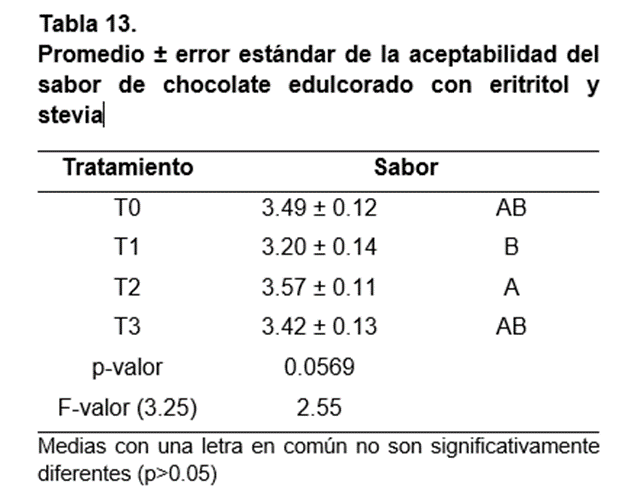 Tabla 13.
Promedio ± error estándar de la aceptabilidad del
sabor de chocolate edulcorado con eritritol y
stevia
Tratamiento Sabor
T0 3.49 ± 0.12 AB
T1 3.20 ± 0.14 B
T2 3.57 ± 0.11 A
T3 3.42 ± 0.13 AB
p-valor 0.0569
F-valor (3.25) 2.55
Medias con una letra en común no son significativamente
diferentes (p>0.05)